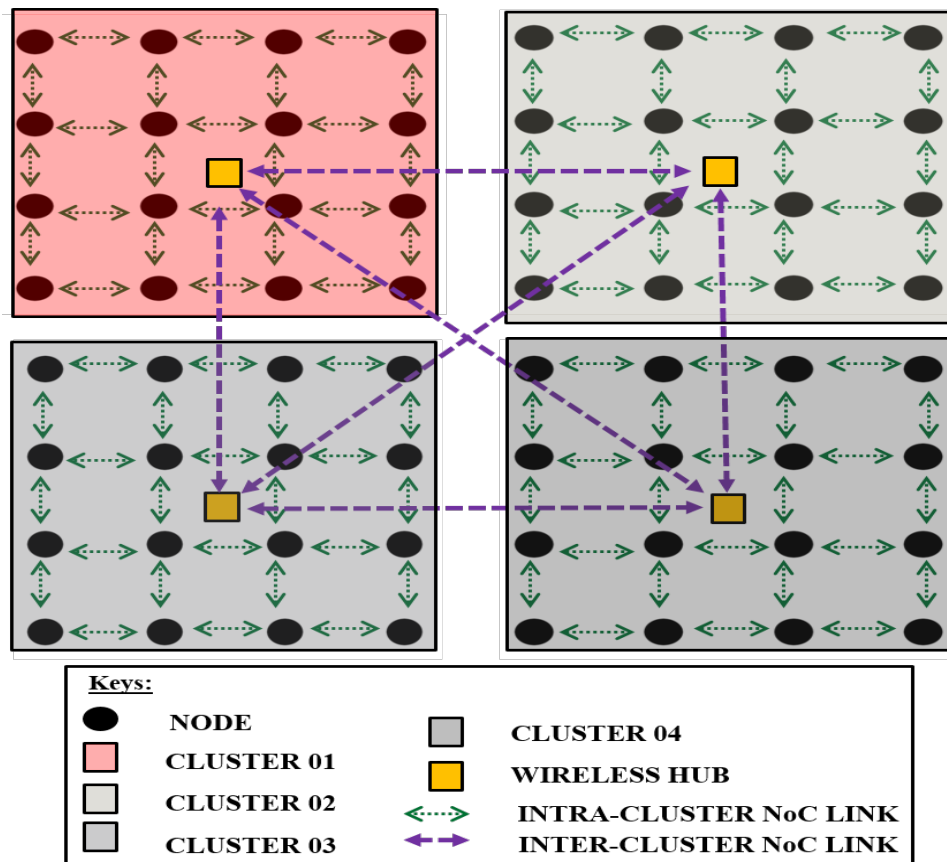 Keys:
NODE
CLUSTER 01
CLUSTER 02
CLUSTER 03
CLUSTER 04
WIRELESS HUB
INTRA-CLUSTER NoC LINK
INTER-CLUSTER NoC LINK